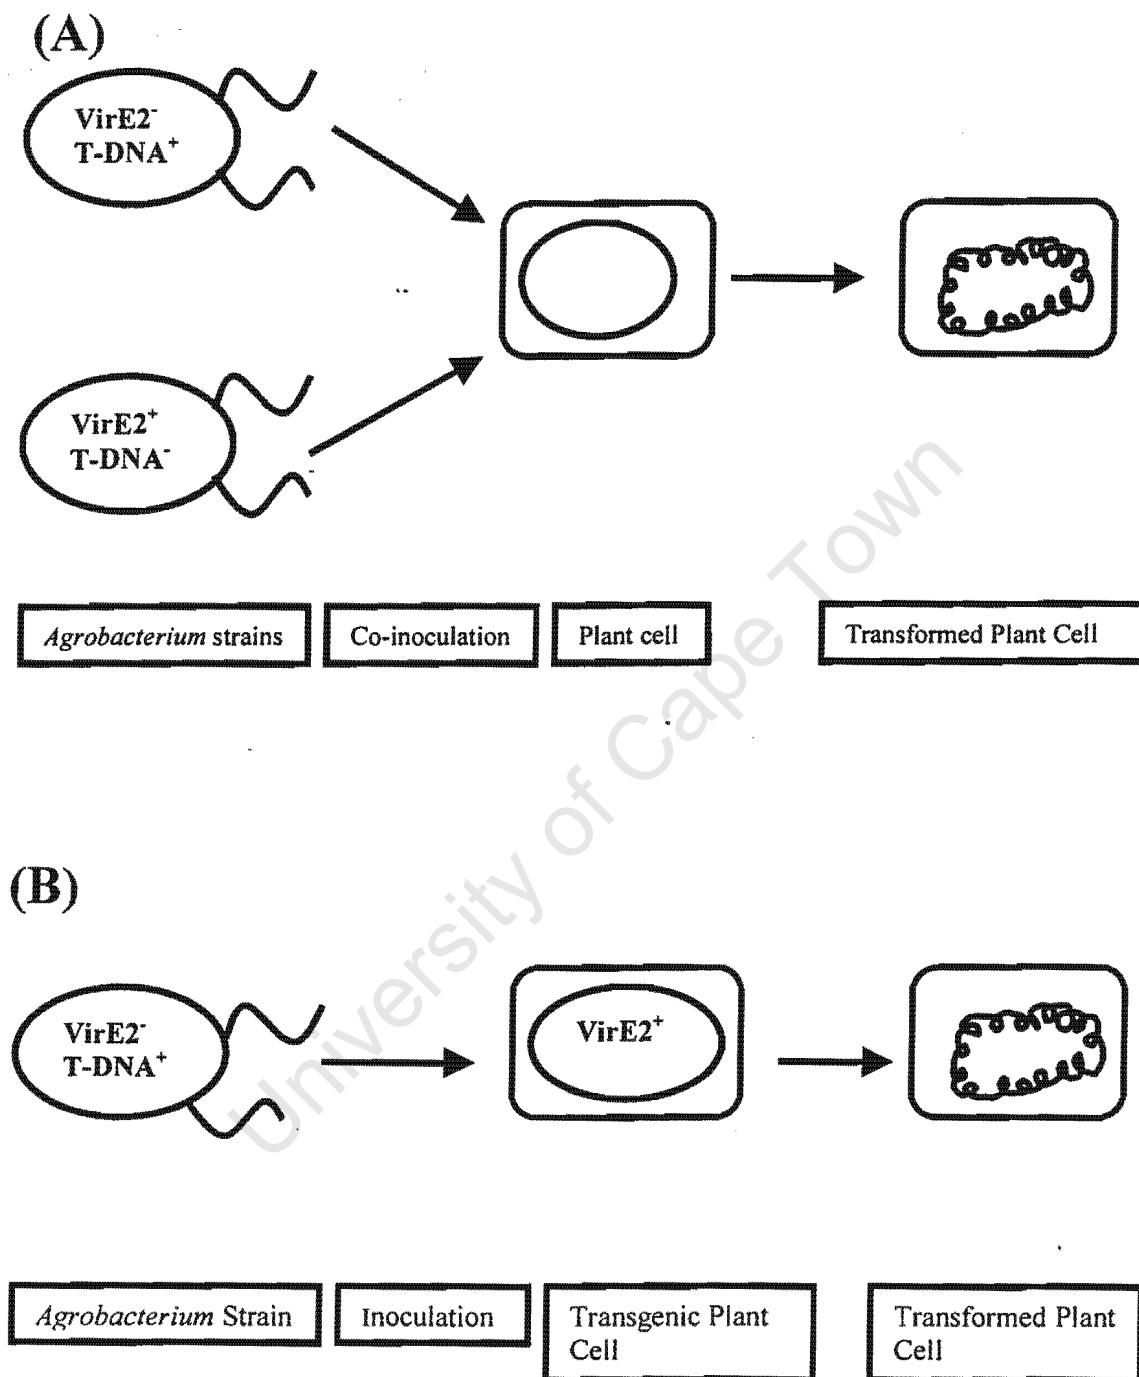 (A)
VirE2⁻
T-DNA⁺
VirE2⁺
T-DNA⁻
Agrobacterium strains
Co-inoculation
Plant cell
Transformed Plant Cell
University of Cape Town
(B)
VirE2⁻
T-DNA⁺
VirE2⁺
Agrobacterium Strain
Inoculation
Transgenic Plant
Cell
Transformed Plant
Cell